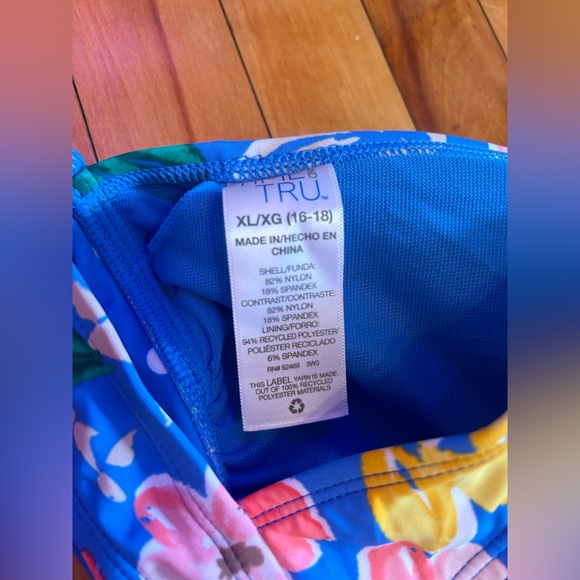 TRU™
XL/XG (16-18)
MADE IN/HECHO EN
CHINA
SHELL/FUNDA:
82% NYLON
18% SPANDEX
CONTRAST/CONTRASTE:
82% NYLON
18% SPANDEX
LINING/FORRO:
94% RECYCLED POLYESTER/
POLIÉSTER RECICLADO
6% SPANDEX
RN# 52469 3W0
THIS LABEL YARN IS MADE
OUT OF 100% RECYCLED
POLYESTER MATERIALS